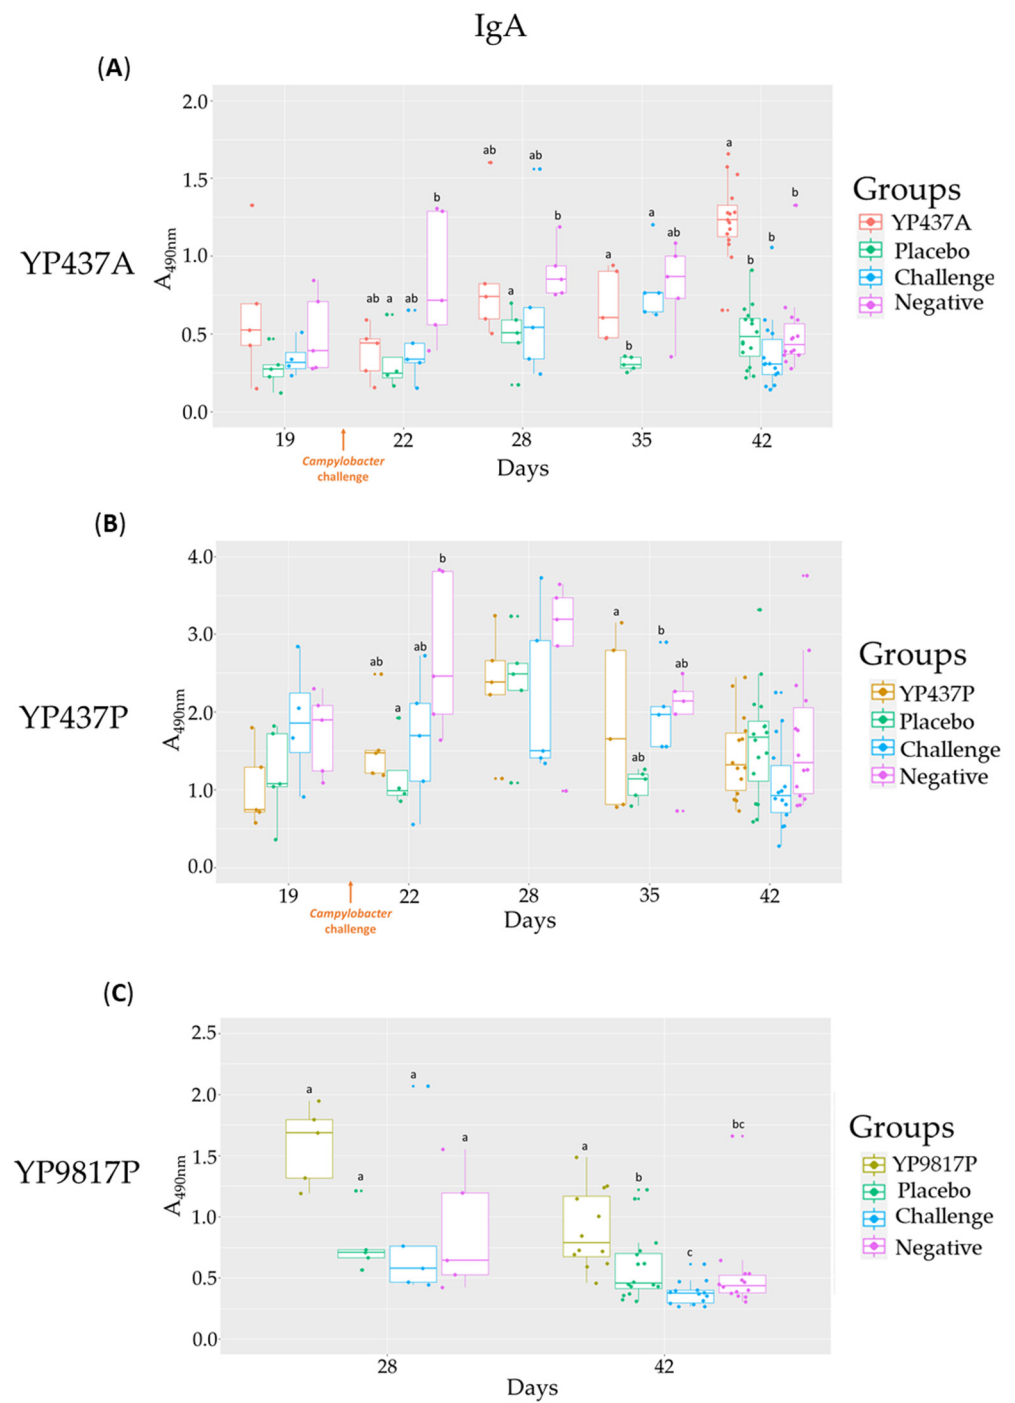 IgA
(A)
2.0
1.5
1.0
0.5
0.0
A490nm
YP437A
ab
a
ab
b
ab
a
ab
b
a
b
a
ab
a
b
b
b
19
22
28
35
42
Campylobacter
challenge
Days
Groups
YP437A
Placebo
Challenge
Negative
(B)
4.0
3.0
2.0
1.0
0.0
A490nm
YP437P
ab
a
ab
b
a
ab
b
ab
19
22
28
35
42
Campylobacter
challenge
Days
Groups
YP437P
Placebo
Challenge
Negative
(C)
2.5
2.0
1.5
1.0
0.5
0.0
A490nm
YP9817P
a
a
a
a
a
b
c
bc
28
42
Days
Groups
YP9817P
Placebo
Challenge
Negative